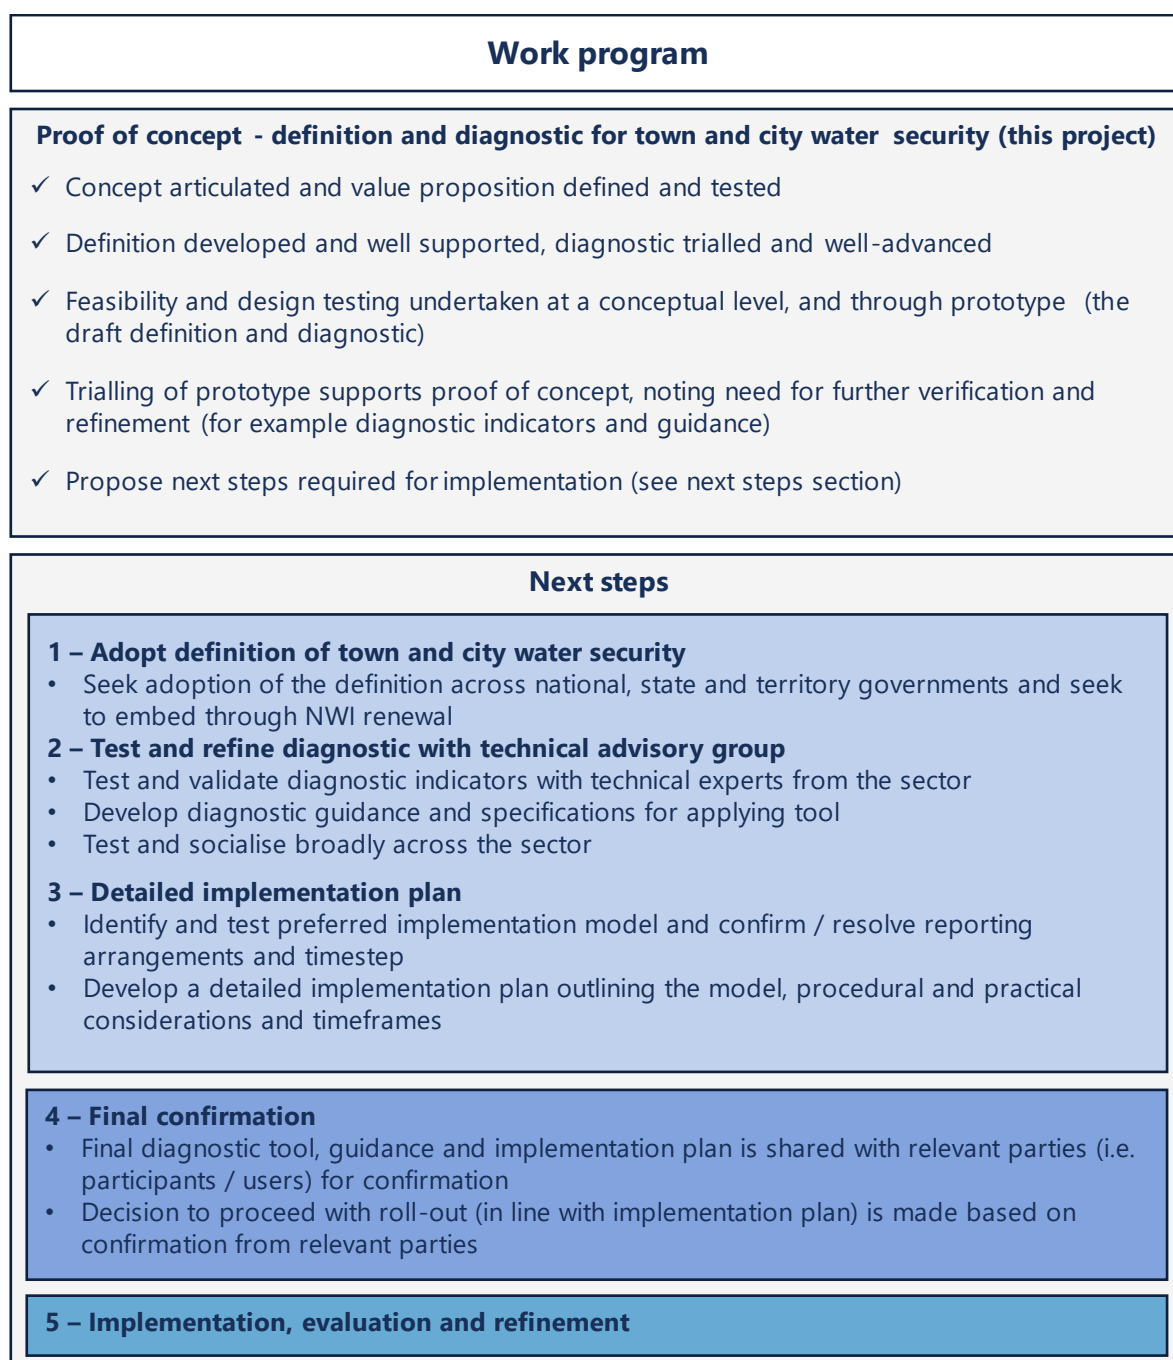 Work program
Proof of concept - definition and diagnostic for town and city water security (this project)
✓ Concept articulated and value proposition defined and tested
✓ Definition developed and well supported, diagnostic trialled and well-advanced
✓ Feasibility and design testing undertaken at a conceptual level, and through prototype (the
draft definition and diagnostic)
✓ Trialling of prototype supports proof of concept, noting need for further verification and
refinement (for example diagnostic indicators and guidance)
✓ Propose next steps required for implementation (see next steps section)
Next steps
1 – Adopt definition of town and city water security
• Seek adoption of the definition across national, state and territory governments and seek
to embed through NWI renewal
2 – Test and refine diagnostic with technical advisory group
• Test and validate diagnostic indicators with technical experts from the sector
• Develop diagnostic guidance and specifications for applying tool
• Test and socialise broadly across the sector
3 – Detailed implementation plan
• Identify and test preferred implementation model and confirm / resolve reporting
arrangements and timestep
• Develop a detailed implementation plan outlining the model, procedural and practical
considerations and timeframes
4 – Final confirmation
• Final diagnostic tool, guidance and implementation plan is shared with relevant parties (i.e.
participants / users) for confirmation
• Decision to proceed with roll-out (in line with implementation plan) is made based on
confirmation from relevant parties
5 – Implementation, evaluation and refinement